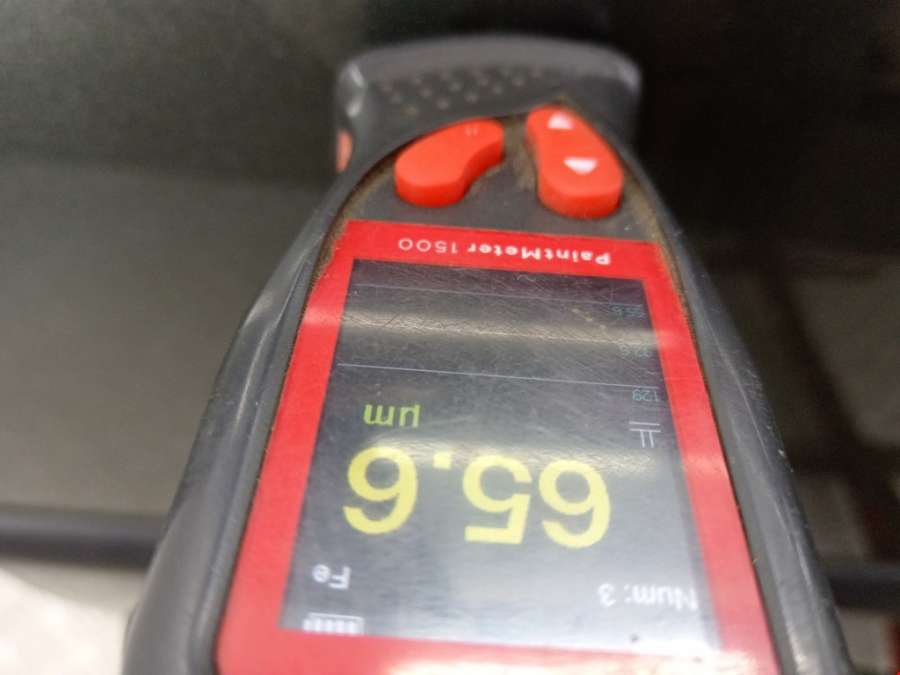 Num: 3 Fe
65.6
µm
129
PaintMeter 1500